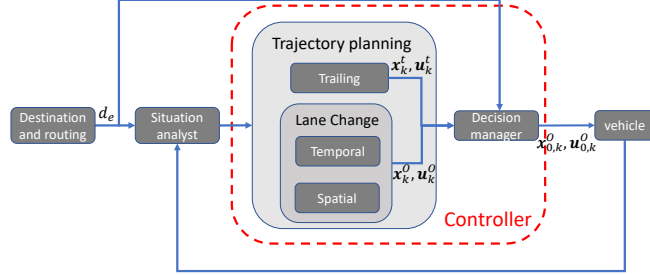 Trajectory planning
x_k^t, u_k^t
Trailing
Destination
and routing
d_e
Situation
analyst
Lane Change
Temporal
x_k^O, u_k^O
Spatial
Decision
manager
x_{0,k}^O, u_{0,k}^O
vehicle
Controller